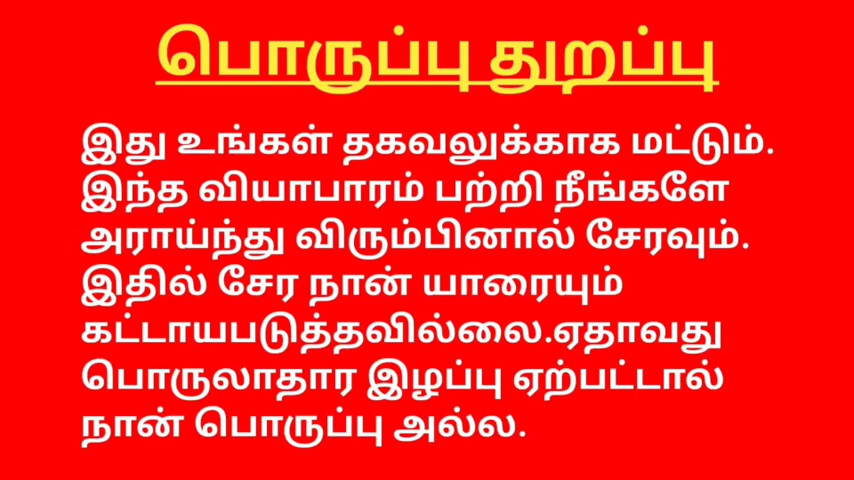 பொருப்பு துறப்பு
இது உங்கள் தகவலுக்காக மட்டும்.
இந்த வியாபாரம் பற்றி நீங்களே
அராய்ந்து விரும்பினால் சேரவும்.
இதில் சேர நான் யாரையும்
கட்டாயபடுத்தவில்லை.ஏதாவது
பொருலாதார இழப்பு ஏற்பட்டால்
நான் பொருப்பு அல்ல.